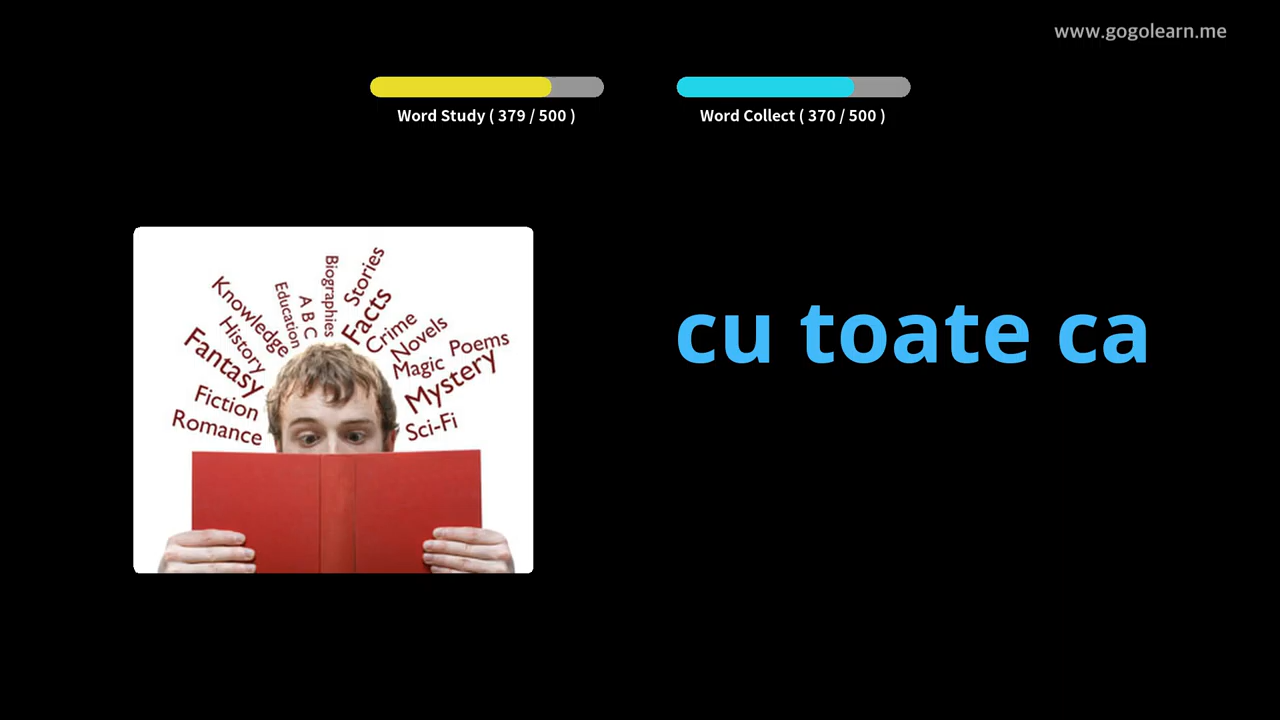 www.gogolearn.me
Word Study ( 379 / 500 )
Word Collect ( 370 / 500 )
cu toate ca
Biographies
Stories
Knowledge
Education
A B C
Facts
History
Crime
Novels
Fantasy
Magic
Poems
Fiction
Mystery
Romance
Sci-Fi